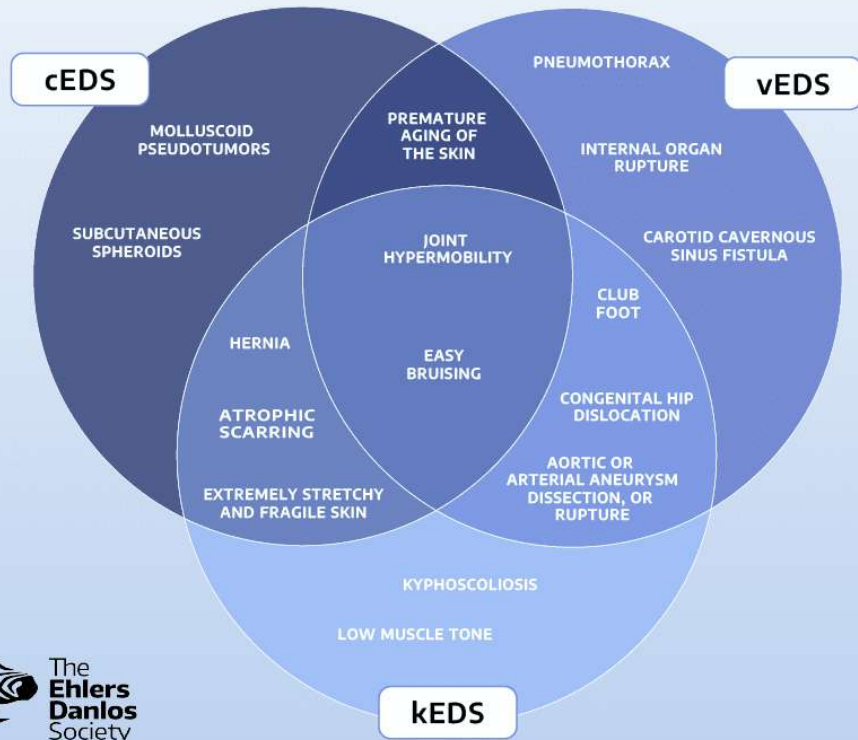 cEDS
vEDS
PNEUMOTHORAX
MOLLUSCOID
PSEUDOTUMORS
PREMATURE
AGING OF
THE SKIN
INTERNAL ORGAN
RUPTURE
SUBCUTANEOUS
SPHEROIDS
JOINT
HYPERMOBILITY
CAROTID CAVERNOUS
SINUS FISTULA
CLUB
FOOT
HERNIA
EASY
BRUISING
ATROPHIC
SCARRING
CONGENITAL HIP
DISLOCATION
EXTREMELY STRETCHY
AND FRAGILE SKIN
AORTIC OR
ARTERIAL ANEURYSM
DISSECTION, OR
RUPTURE
KYPHOSCOLIOSIS
LOW MUSCLE TONE
kEDS
The
Ehlers
Danlos
Society